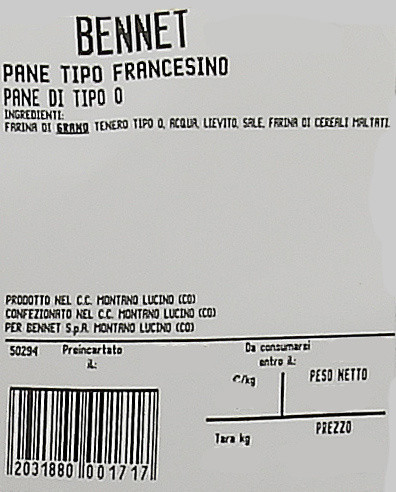 BENNET
PANE TIPO FRANCESINO
PANE DI TIPO 0
INGREDIENTI:
FARINA DI GRANO TENERO TIPO 0, ACQUA, LIEVITO, SALE, FARINA DI CEREALI MALTATI.
PRODOTTO NEL C.C. MONTANO LUCINO (CO)
CONFEZIONATO NEL C.C. MONTANO LUCINO (CO)
PER BENNET S.p.A. MONTANO LUCINO (CO)
50294 Preincartato il: Da consumarsi entro il:
€/kg PESO NETTO
Tara kg PREZZO
2031880 001717